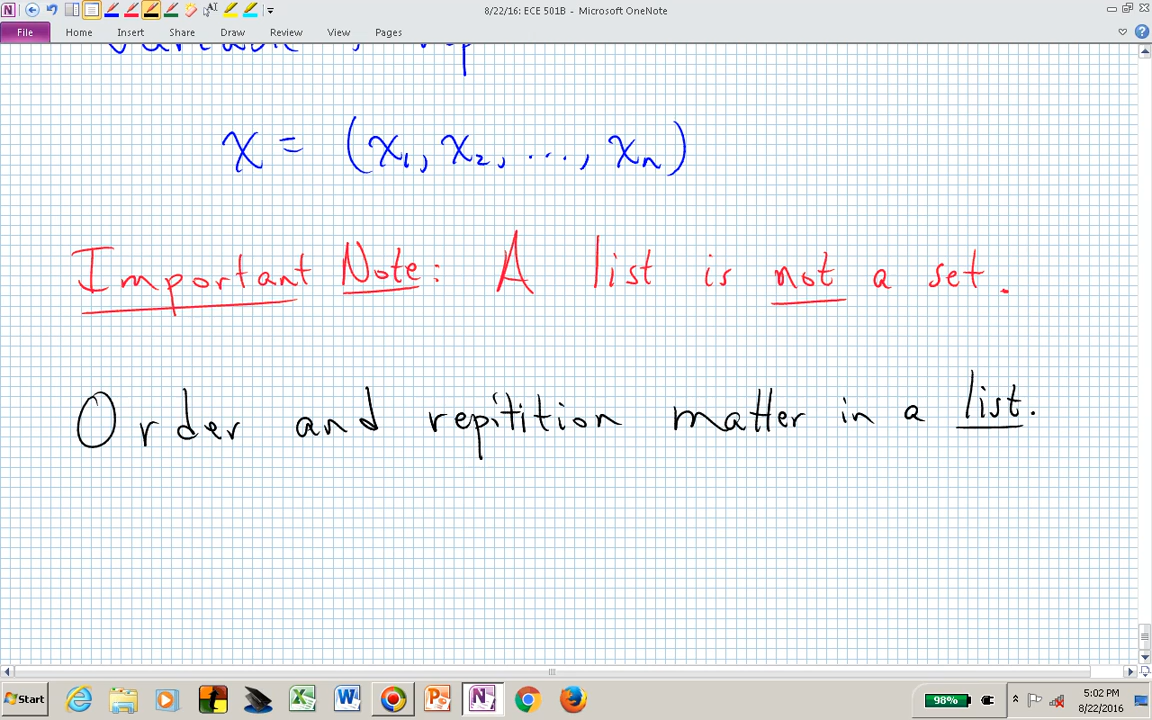 8/22/16: ECE 501B - Microsoft OneNote
File Home Insert Share Draw Review View Pages
x = (x₁, x₂, ..., xₙ)
Important Note: A list is not a set.
Order and repitition matter in a list.
Start
98%
5:02 PM
8/22/2016